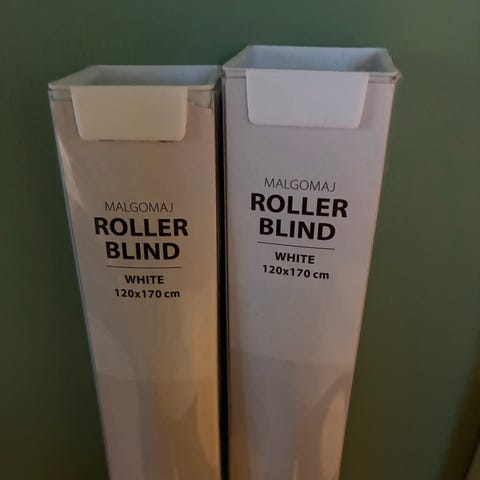 MALGOMAJ
ROLLER
BLIND
WHITE
120x170 cm
MALGOMAJ
ROLLER
BLIND
WHITE
120x170 cm